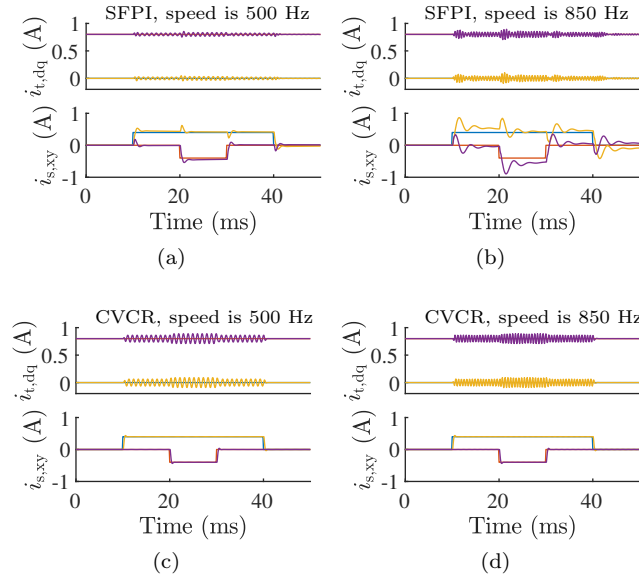 SFPI, speed is 500 Hz
i_t,dq (A)
1
0.5
0
i_s,xy (A)
1
0
-1
0 20 40
Time (ms)
(a)
SFPI, speed is 850 Hz
i_t,dq (A)
1
0.5
0
i_s,xy (A)
1
0
-1
0 20 40
Time (ms)
(b)
CVCR, speed is 500 Hz
i_t,dq (A)
1
0.5
0
i_s,xy (A)
1
0
-1
0 20 40
Time (ms)
(c)
CVCR, speed is 850 Hz
i_t,dq (A)
1
0.5
0
i_s,xy (A)
1
0
-1
0 20 40
Time (ms)
(d)